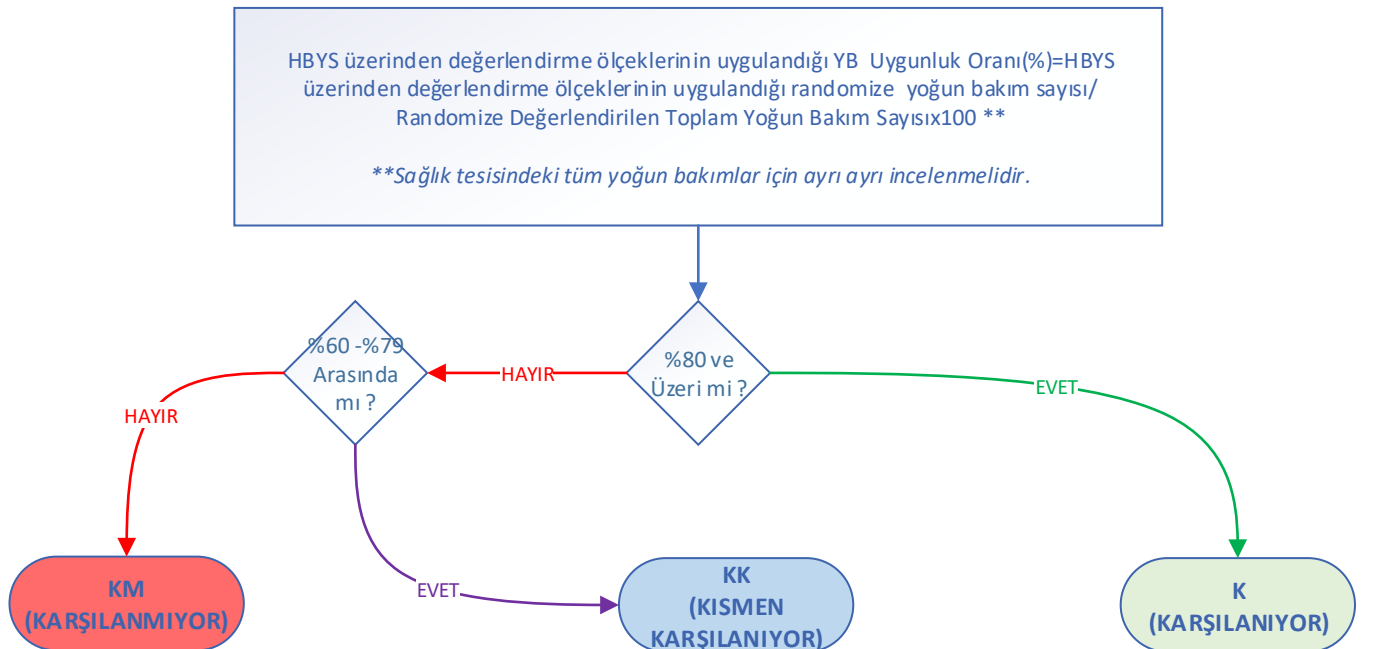 HBYS üzerinden değerlendirme ölçeklerinin uygulandığı YB Uygunluk Oranı(%)=HBYS
üzerinden değerlendirme ölçeklerinin uygulandığı randomize yoğun bakım sayısı/
Randomize Değerlendirilen Toplam Yoğun Bakım Sayısıx100 **
**Sağlık tesisindeki tüm yoğun bakımlar için ayrı ayrı incelenmelidir.
%60 -%79
Arasında
mı ?
HAYIR
%80 ve
Üzeri mi ?
EVET
HAYIR
EVET
KM
(KARŞILANMIYOR)
KK
(KISMEN
KARŞILANIYOR)
K
(KARŞILANIYOR)